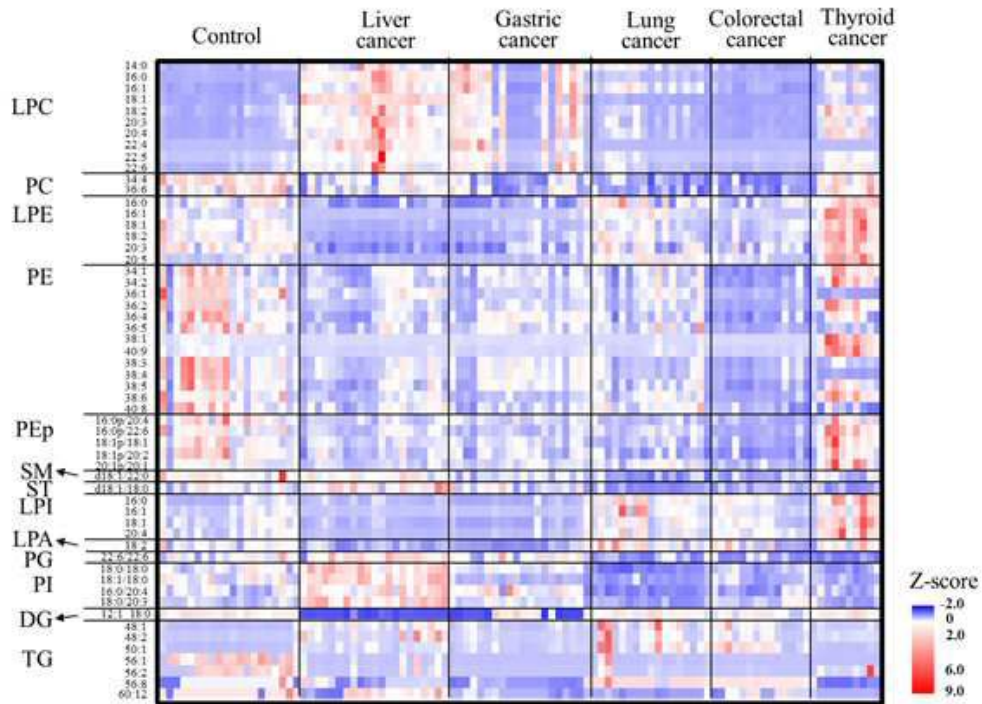 Control
Liver cancer
Gastric cancer
Lung cancer
Colorectal cancer
Thyroid cancer
LPC
14:0
16:0
16:1
18:1
18:2
20:3
20:4
22:4
22:5
22:6
PC
34:4
36:6
LPE
16:0
16:1
18:1
18:2
20:3
20:5
PE
34:1
34:2
36:1
36:2
36:4
36:5
38:1
40:9
38:3
38:4
38:5
38:6
40:8
PEp
16:0p/20:4
16:0p/22:6
18:1p/18:1
18:1p/20:2
20:1p/20:1
SM
d18:1/22:0
ST
d18:1/18:0
LPI
16:0
16:1
18:1
20:4
LPA
18:2
PG
22:6/22:6
PI
18:0/18:0
18:1/18:0
16:0/20:4
18:0/20:3
DG
12:1_18:0
TG
48:1
48:2
50:1
56:1
56:2
56:8
60:12
Z-score
-2.0
0
2.0
6.0
9.0